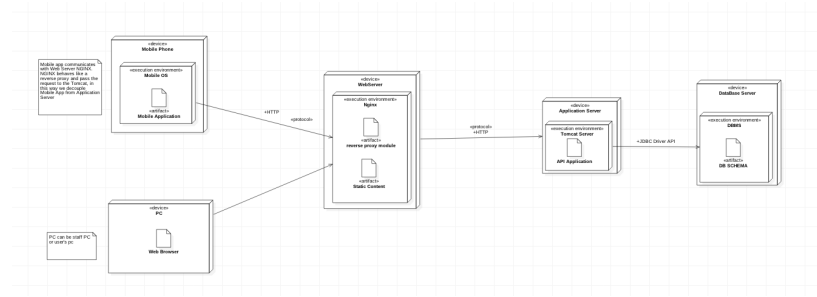 «device»
Mobile Phone
«execution environment»
Mobile OS
«artifact»
Mobile Application
Mobile app communicates
with Web Server NGINX.
NGINX behaves like a
reverse proxy and pass the
request to the Tomcat, in
this way we decouple
Mobile App from Application
Server
+HTTP
«protocol»
«device»
WebServer
«execution environment»
Nginx
«artifact»
reverse proxy module
«artifact»
Static Content
«protocol»
+HTTP
«device»
Application Server
«execution environment»
Tomcat Server
API Application
+JDBC Driver API
«device»
DataBase Server
«execution environment»
DBMS
«artifact»
DB SCHEMA
«device»
PC
Web Browser
PC can be staff PC
or user's pc